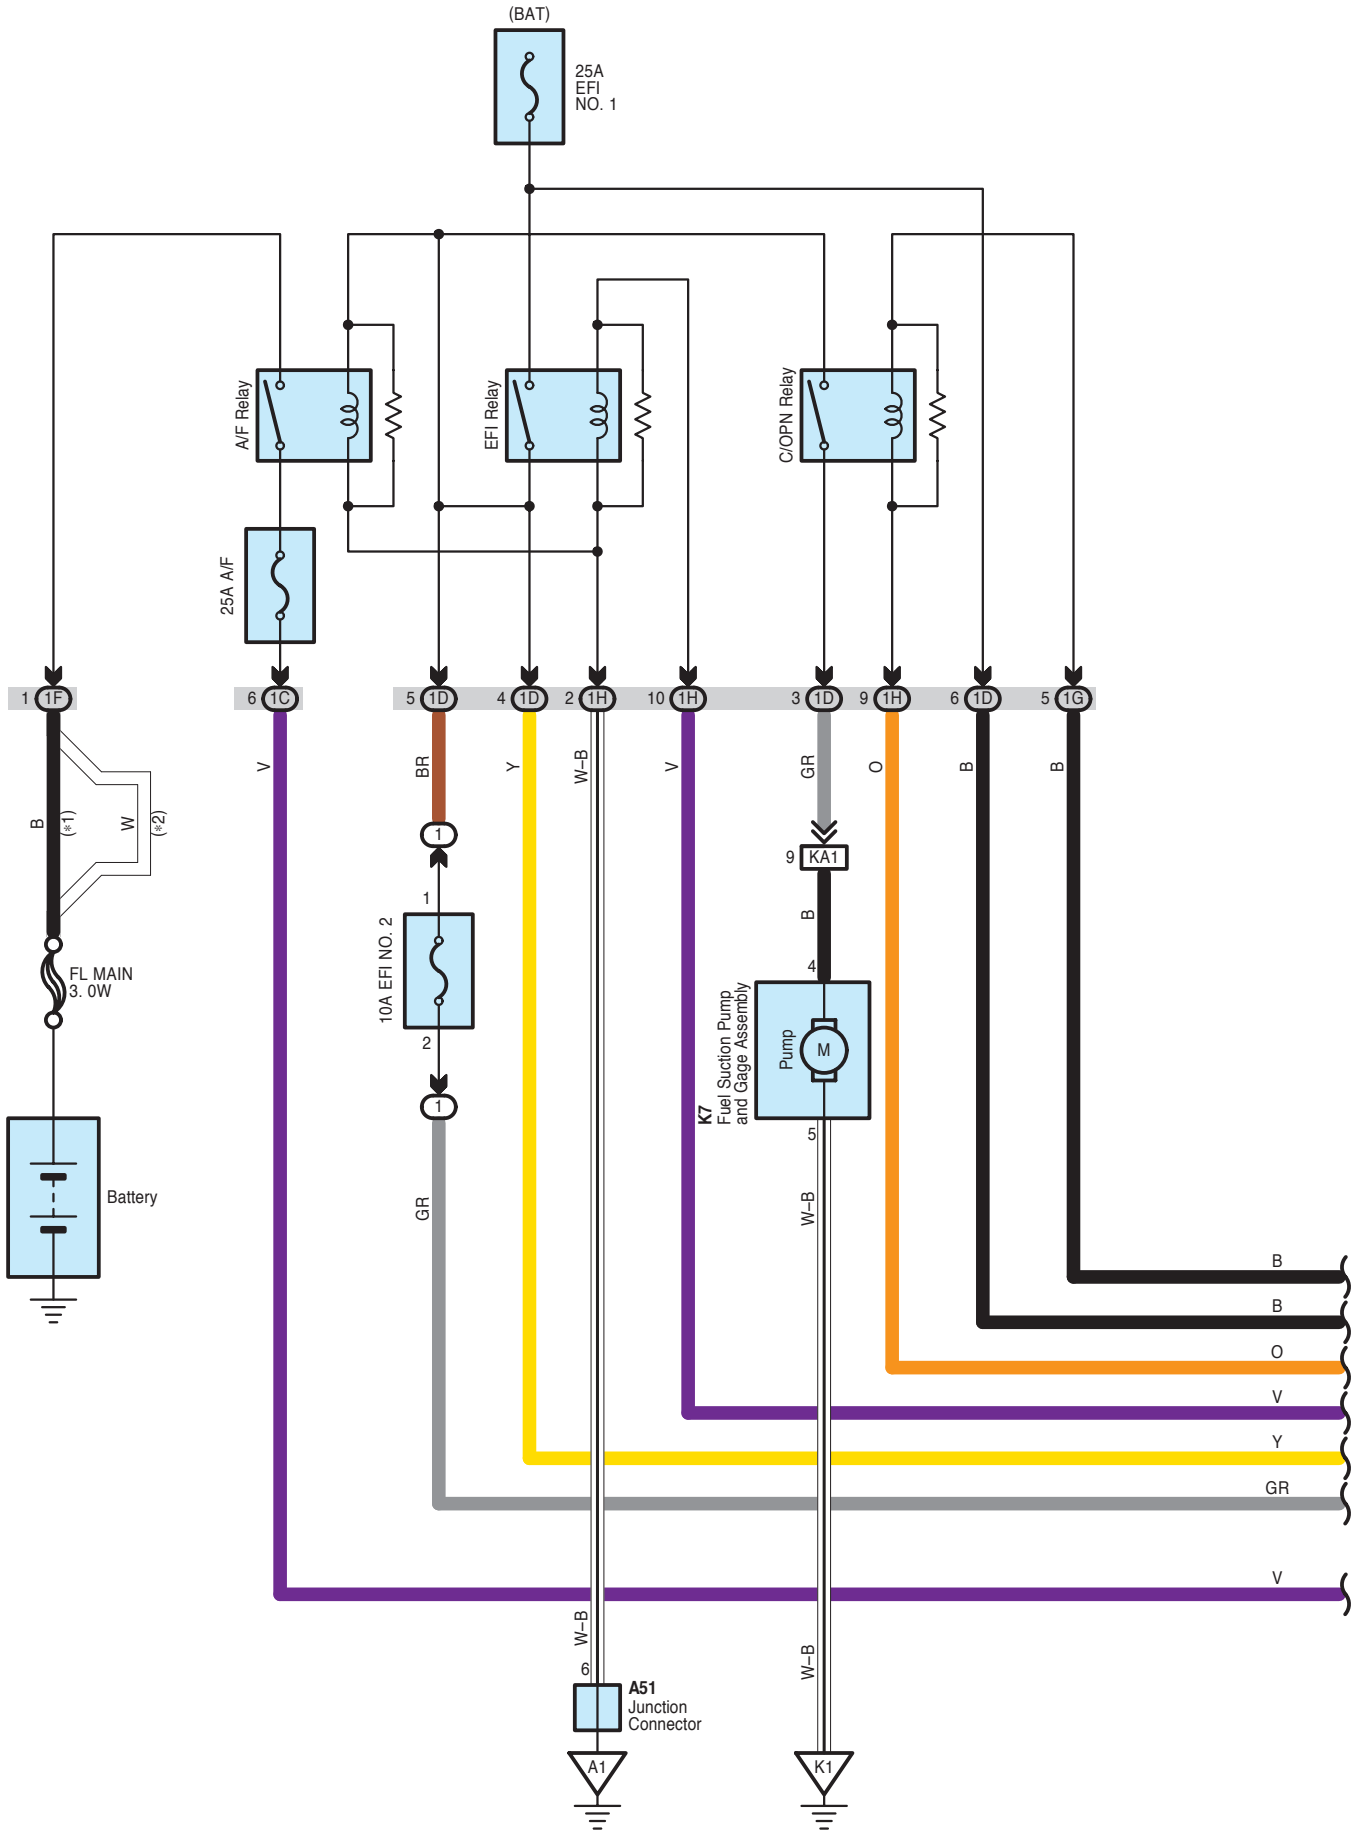 (BAT)
25A
EFI
NO. 1
A/F Relay
EFI Relay
C/OPN Relay
25A A/F
1 1F
6 1C
5 1D
4 1D
2 1H
10 1H
3 1D
9 1H
6 1D
5 1G
B
(*1)
W
(*2)
V
BR
Y
W-B
V
GR
O
B
B
1
9 KA1
1
B
10A EFI NO. 2
4
FL MAIN
3. 0W
2
1
K7
Fuel Suction Pump
and Gage Assembly
Pump
M
5
Battery
GR
W-B
B
B
O
V
Y
GR
V
W-B
W-B
6
A51
Junction
Connector
A1
K1